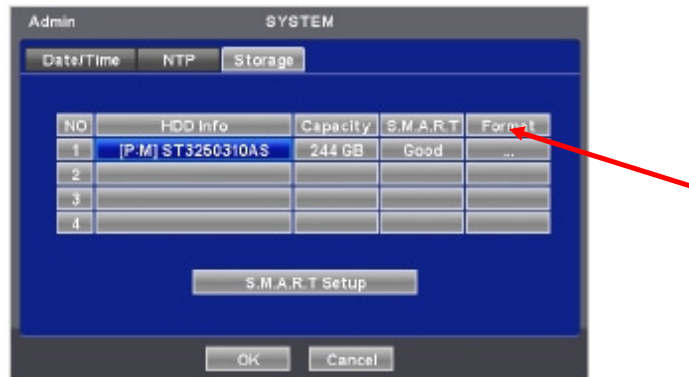 Admin SYSTEM
Date/Time NTP Storage
NO HDD Info Capacity S.M.A.R.T Format
1 [P-M] ST3250310AS 244 GB Good ...
2
3
4
S.M.A.R.T Setup
OK Cancel